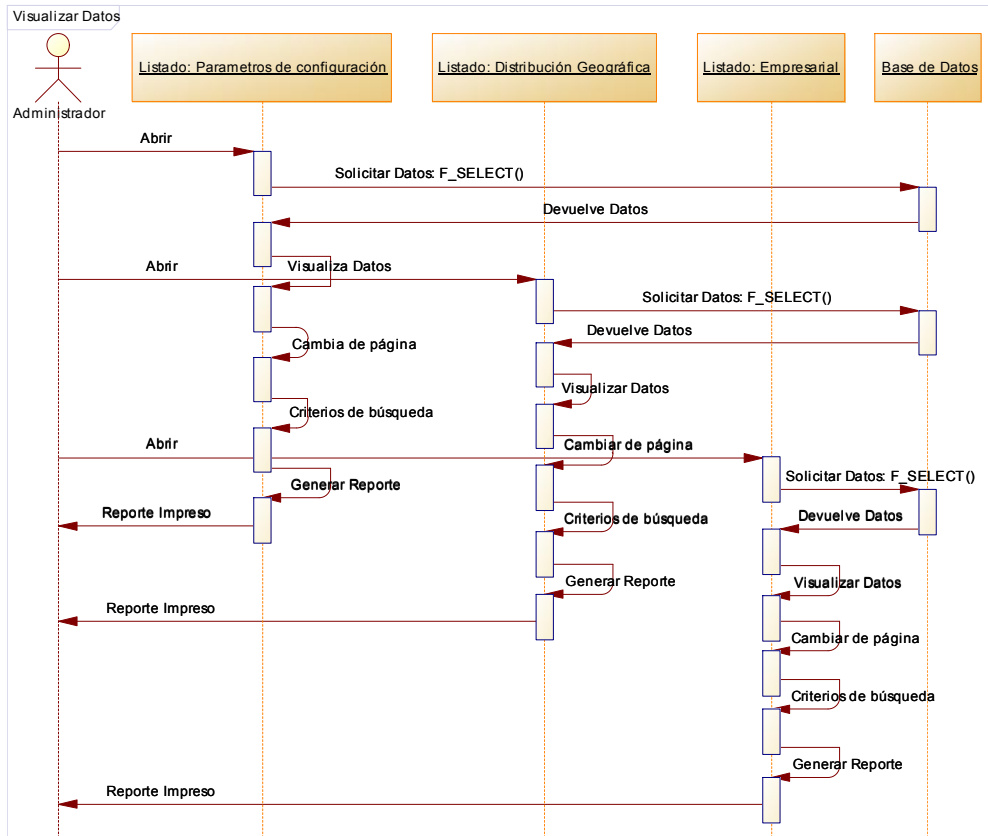 Visualizar Datos
Administrador
Listado: Parametros de configuración
Listado: Distribución Geográfica
Listado: Empresarial
Base de Datos
Abrir
Solicitar Datos: F_SELECT()
Devuelve Datos
Abrir
Visualiza Datos
Solicitar Datos: F_SELECT()
Devuelve Datos
Cambia de página
Visualizar Datos
Criterios de búsqueda
Abrir
Cambiar de página
Solicitar Datos: F_SELECT()
Generar Reporte
Reporte Impreso
Criterios de búsqueda
Devuelve Datos
Generar Reporte
Visualizar Datos
Reporte Impreso
Cambiar de página
Criterios de búsqueda
Generar Reporte
Reporte Impreso